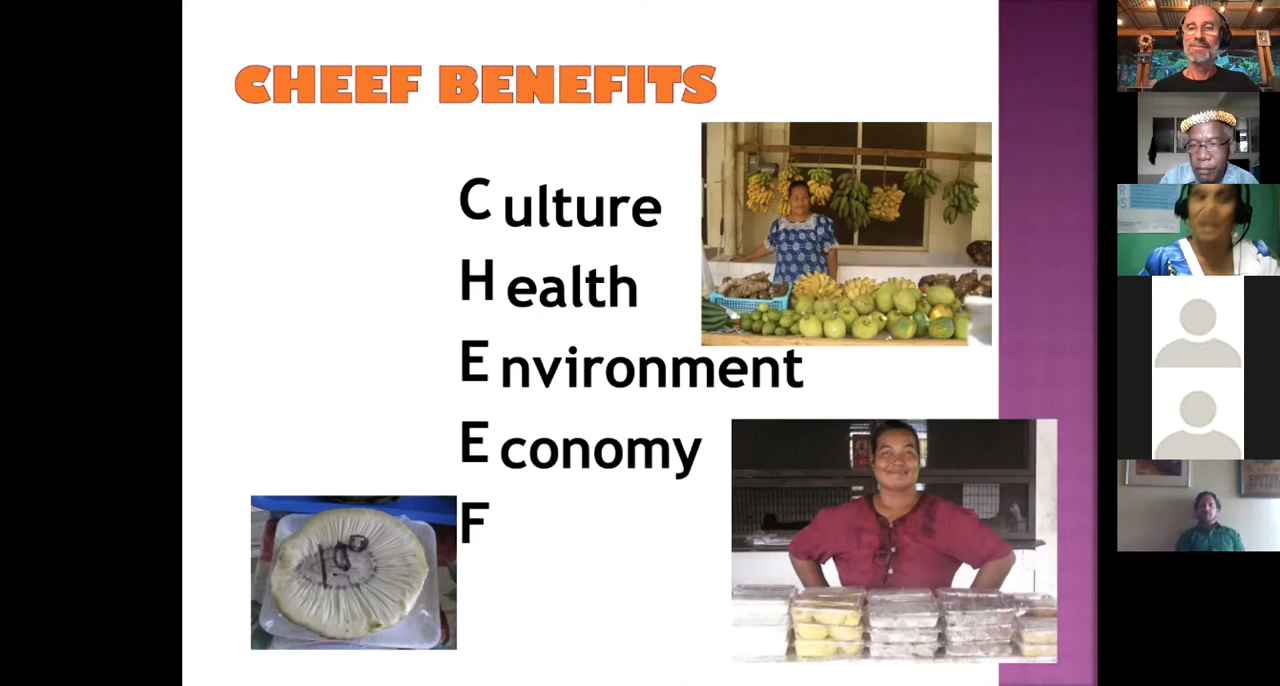 CHEEF BENEFITS
Culture
Health
Environment
Economy
F